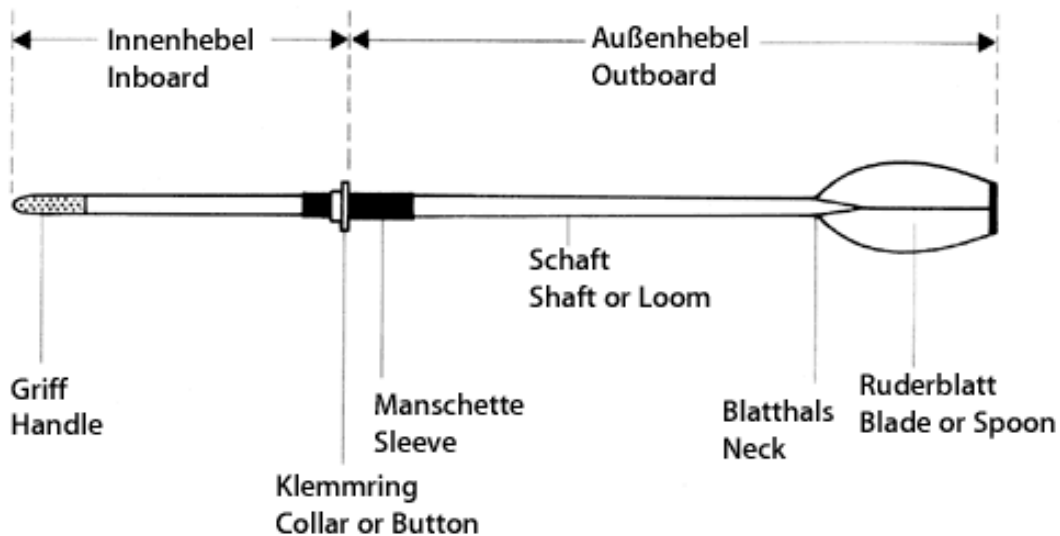 Innenhebel
Inboard
Außenhebel
Outboard
Schaft
Shaft or Loom
Griff
Handle
Manschette
Sleeve
Klemmring
Collar or Button
Blatthals
Neck
Ruderblatt
Blade or Spoon